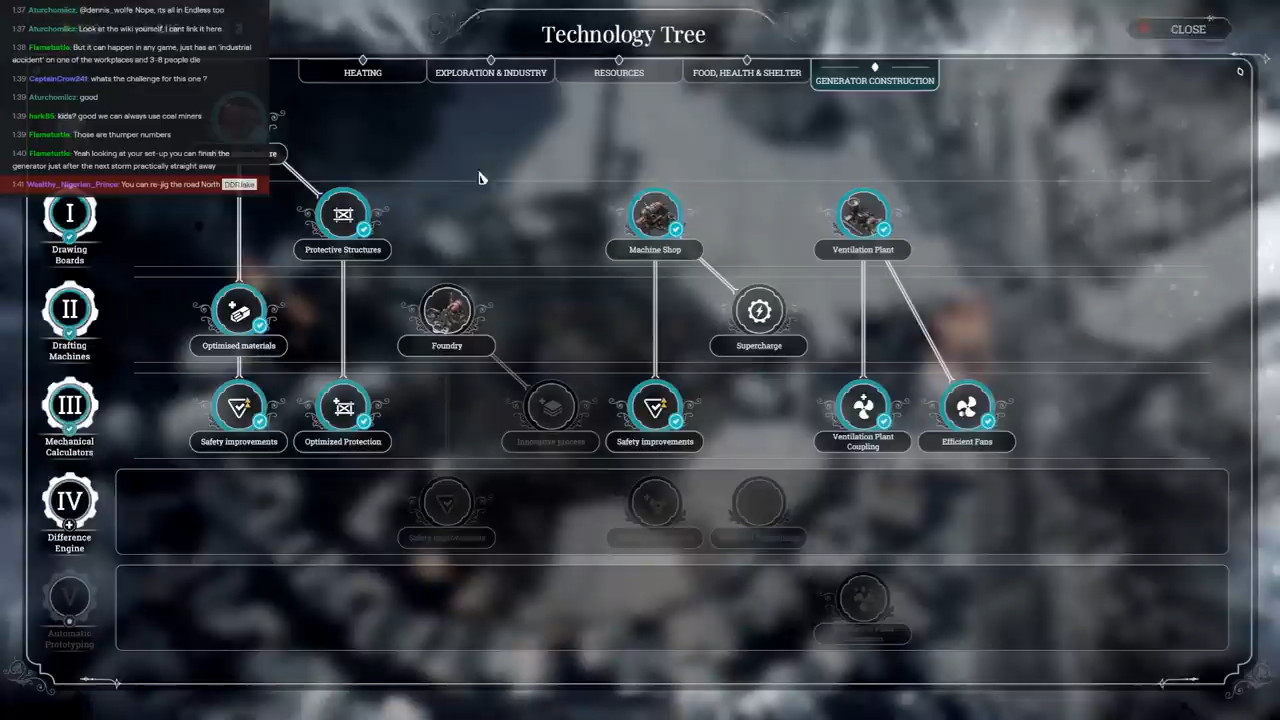 1:37 Aturchomiicz: @dennis_wolfe Nope, its all in Endless too
1:37 Aturchomiicz: Look at the wiki yourself, I cant link it here
1:38 Flameturtle: But it can happen in any game, just has an 'industrial
accident' on one of the workplaces and 3-8 people die
1:39 CaptainCrow241: whats the challenge for this one ?
1:39 Aturchomiicz: good
1:39 hark85: kids? good we can always use coal miners
1:39 Flameturtle: Those are thumper numbers
1:40 Flameturtle: Yeah looking at your set-up you can finish the
generator just after the next storm practically straight away
1:41 Wealthy_Nigerian_Prince: You can re-jig the road North DDRJake
Technology Tree
CLOSE
HEATING
EXPLORATION & INDUSTRY
RESOURCES
FOOD, HEALTH & SHELTER
GENERATOR CONSTRUCTION
I
Drawing
Boards
Protective Structures
Machine Shop
Ventilation Plant
II
Drafting
Machines
Optimised materials
Foundry
Supercharge
III
Mechanical
Calculators
Safety improvements
Optimized Protection
Innovative process
Safety improvements
Ventilation Plant
Coupling
Efficient Fans
IV
Difference
Engine
Safety improvements
V
Automatic
Prototyping